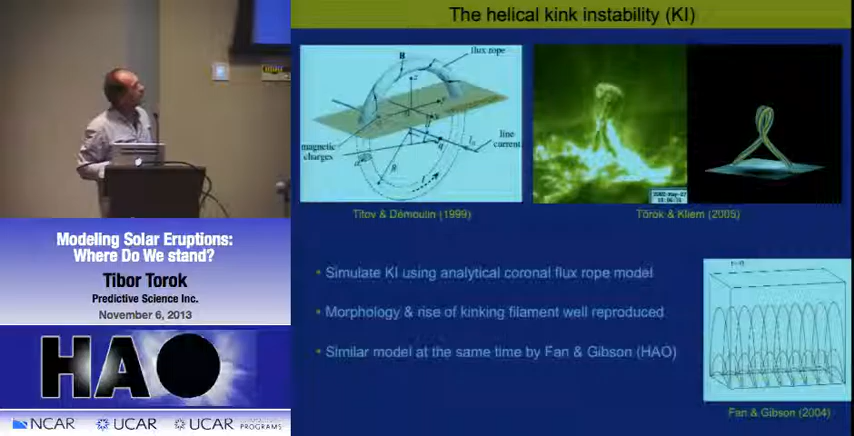 The helical kink instability (KI)
B
flux rope
magnetic
charges
line
current
Titov & Démoulin (1999)
Török & Kliem (2005)
• Simulate KI using analytical coronal flux rope model
• Morphology & rise of kinking filament well reproduced
• Similar model at the same time by Fan & Gibson (HAO)
Fan & Gibson (2004)
Modeling Solar Eruptions:
Where Do We stand?
Tibor Torok
Predictive Science Inc.
November 6, 2013
HAO
NCAR
UCAR
UCAR
PROGRAMS